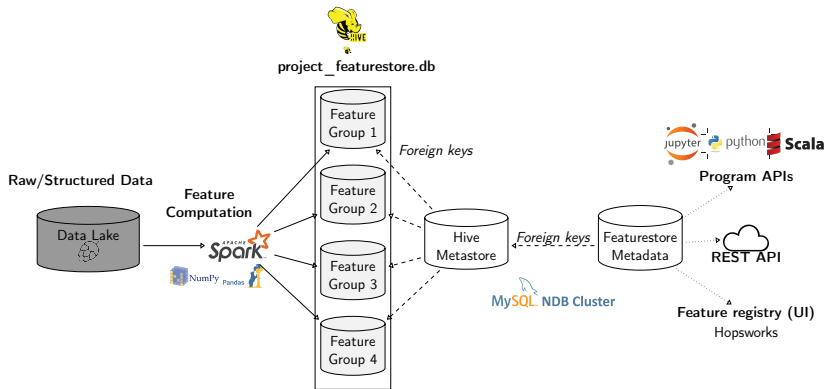 HIVE
project_featurestore.db
Raw/Structured Data
Data Lake
Feature
Computation
APACHE
Spark
NumPy
Pandas
Feature
Group 1
Feature
Group 2
Feature
Group 3
Feature
Group 4
Foreign keys
Hive
Metastore
MySQL NDB Cluster
Foreign keys
Featurestore
Metadata
jupyter
python
Scala
Program APIs
REST API
Feature registry (UI)
Hopsworks